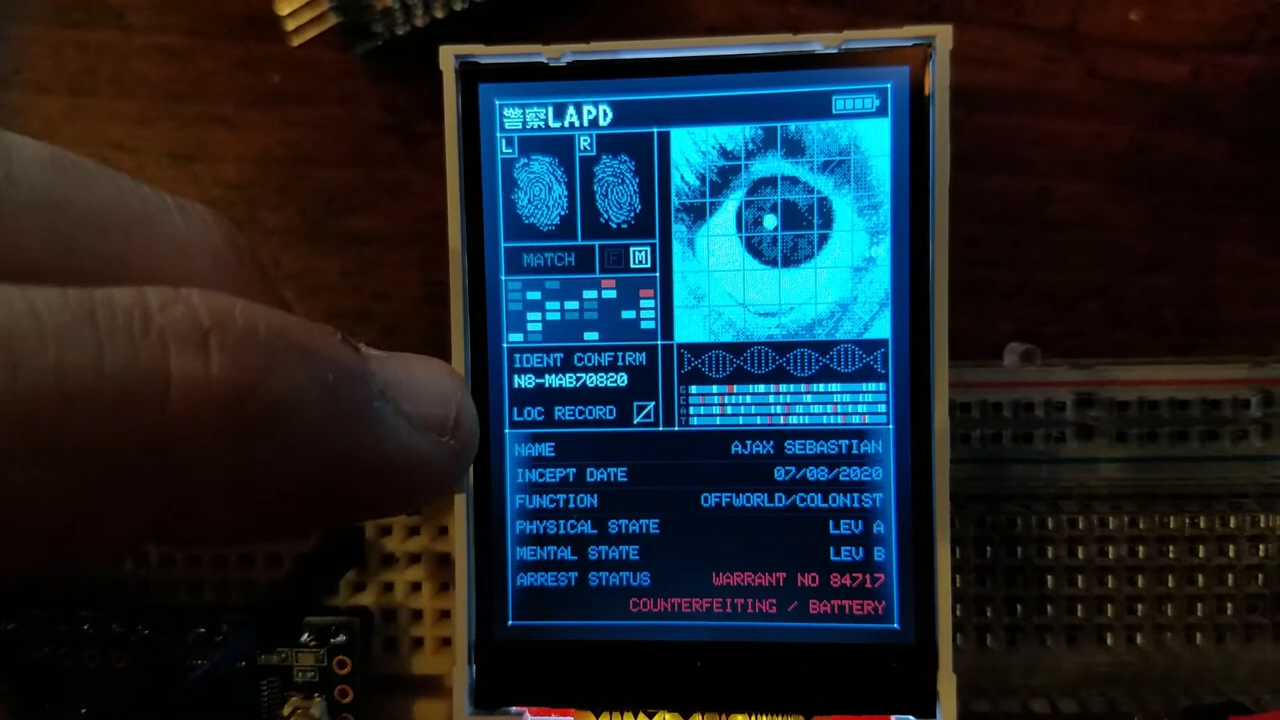 警察LAPD
L
R
MATCH F M
IDENT CONFIRM
N8-MAB70820
LOC RECORD
G
C
A
T
NAME AJAX SEBASTIAN
INCEPT DATE 07/08/2020
FUNCTION OFFWORLD/COLONIST
PHYSICAL STATE LEV A
MENTAL STATE LEV B
ARREST STATUS WARRANT NO 84717
COUNTERFEITING / BATTERY